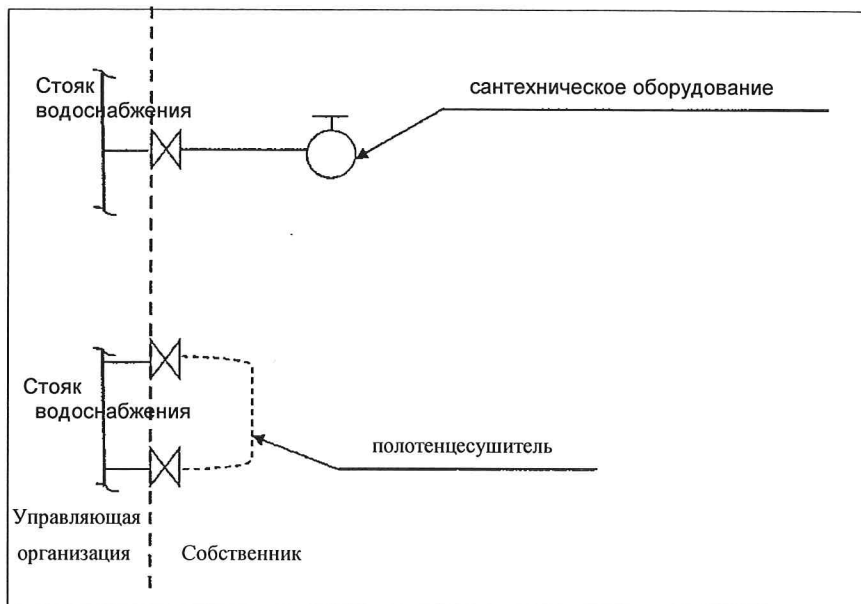 Стояк
водоснабжения
сантехническое оборудование
Стояк
водоснабжения
полотенцесушитель
Управляющая
организация
Собственник